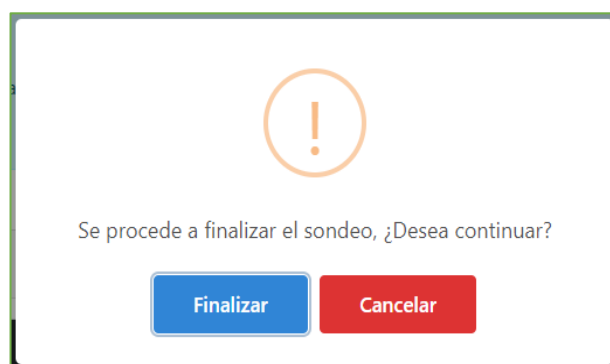 Se procede a finalizar el sondeo, ¿Desea continuar?
Finalizar
Cancelar